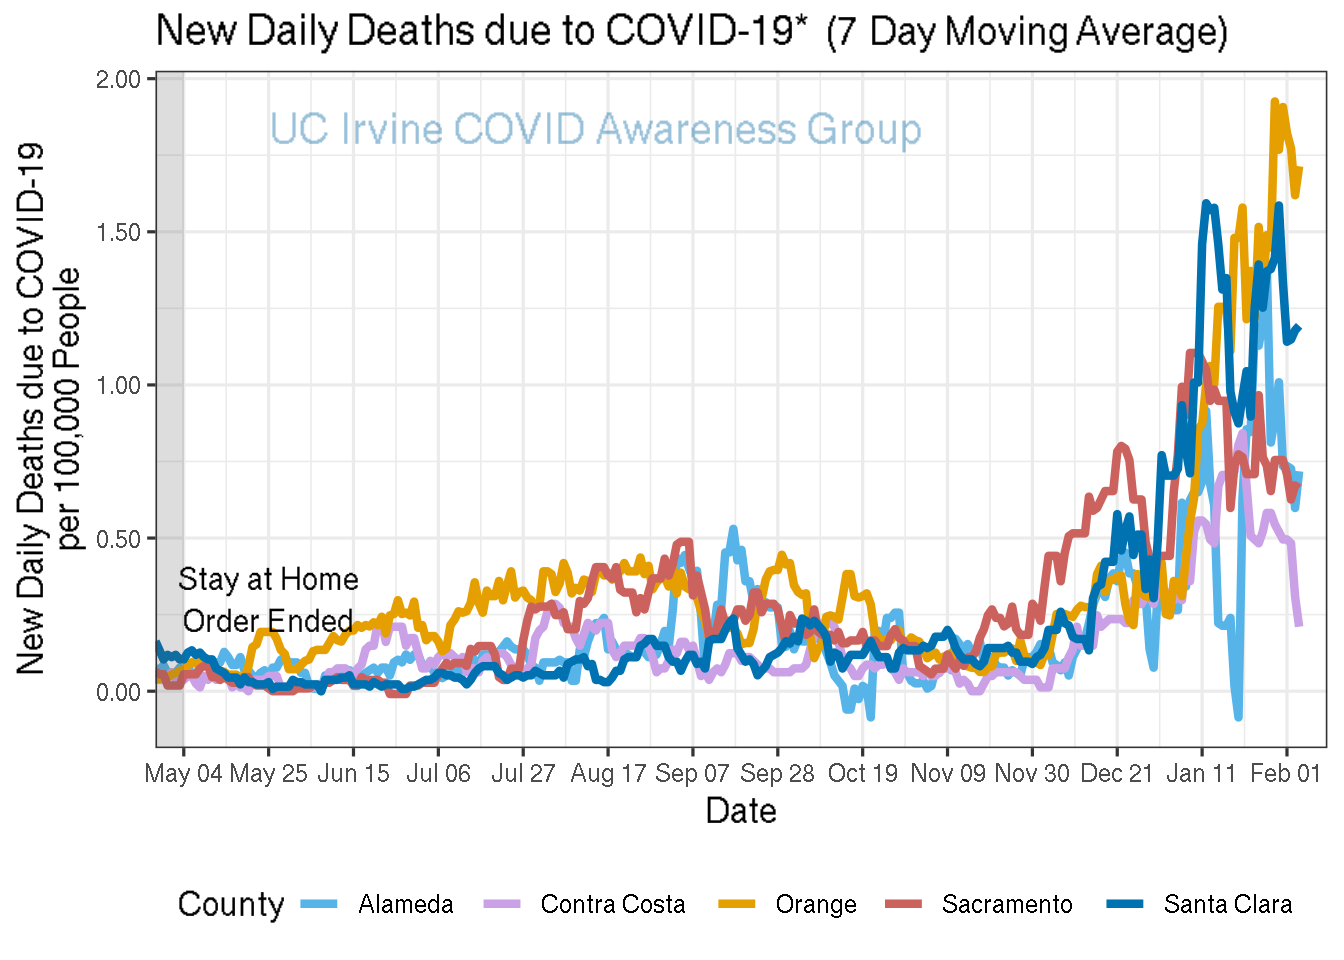 New Daily Deaths due to COVID-19* (7 Day Moving Average)
UC Irvine COVID Awareness Group
New Daily Deaths due to COVID-19
per 100,000 People
2.00
1.50
1.00
0.50
0.00
Stay at Home
Order Ended
May 04 May 25 Jun 15 Jul 06 Jul 27 Aug 17 Sep 07 Sep 28 Oct 19 Nov 09 Nov 30 Dec 21 Jan 11 Feb 01
Date
County Alameda Contra Costa Orange Sacramento Santa Clara